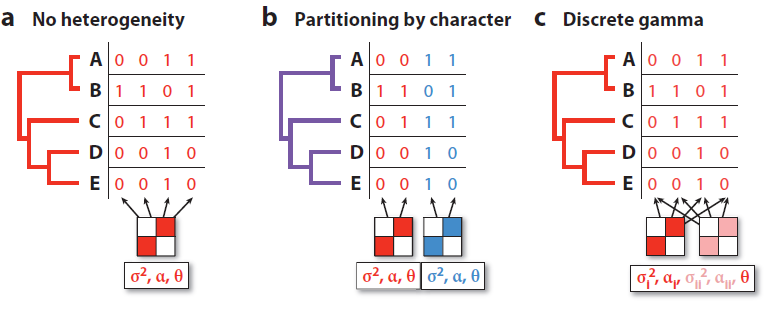 a No heterogeneity
A 0 0 1 1
B 1 1 0 1
C 0 1 1 1
D 0 0 1 0
E 0 0 1 0
σ², α, θ
b Partitioning by character
A 0 0 1 1
B 1 1 0 1
C 0 1 1 1
D 0 0 1 0
E 0 0 1 0
σ², α, θ σ², α, θ
c Discrete gamma
A 0 0 1 1
B 1 1 0 1
C 0 1 1 1
D 0 0 1 0
E 0 0 1 0
σ_I², α_I, σ_II², α_II, θ